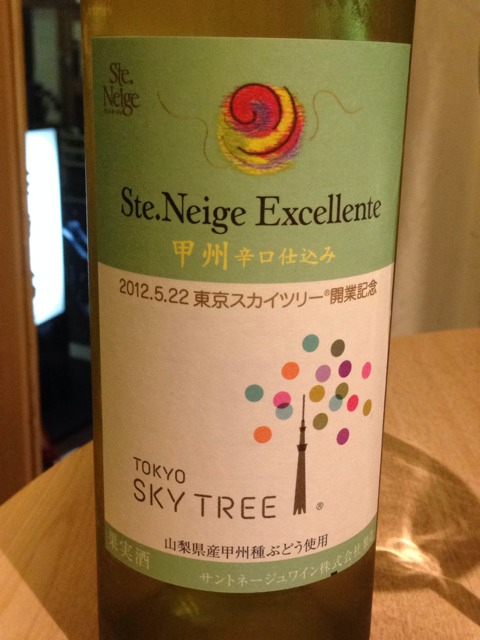 Ste.
Neige
Ste.Neige Excellente
甲州 辛口仕込み
2012.5.22 東京スカイツリー®開業記念
TOKYO
SKY TREE ®
山梨県産甲州種ぶどう使用
果実酒
サントネージュワイン株式会社